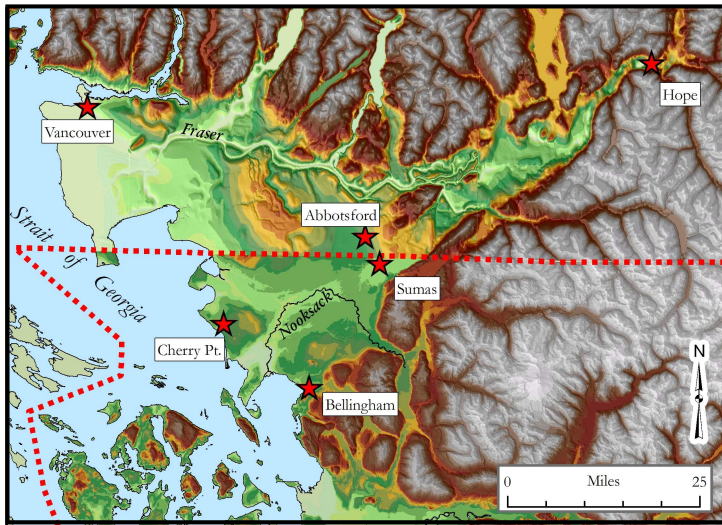 Hope
Vancouver
Fraser
Abbotsford
Strait of Georgia
Sumas
Nooksack
Cherry Pt.
N
Bellingham
0 Miles 25